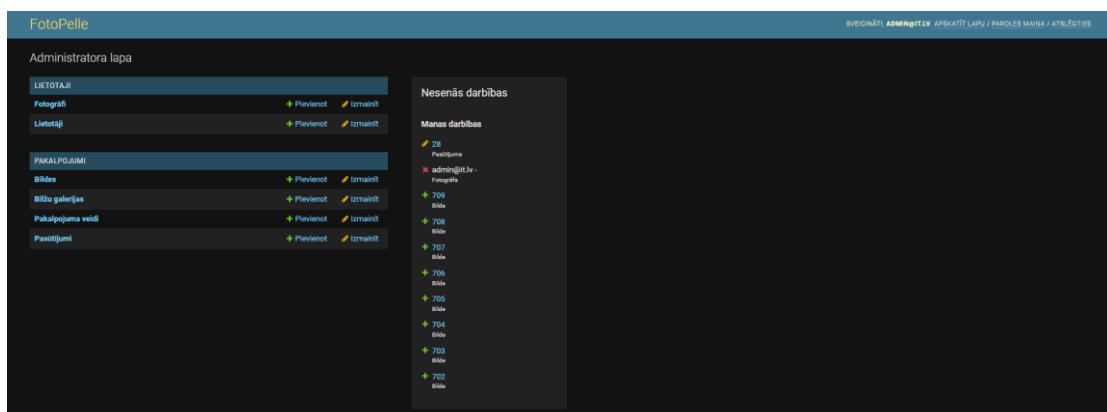 FotoPelle
SVEICINĀTI, ADMIN@IT.LV. APSKATĪT LAPU / PAROLES MAIŅA / ATSLĒGTIES
Administratora lapa
LIETOTAJI
Fotogrāfi + Pievienot Izmainīt
Lietotāji + Pievienot Izmainīt
PAKALPOJUMI
Bildes + Pievienot Izmainīt
Bilžu galerijas + Pievienot Izmainīt
Pakalpojuma veidi + Pievienot Izmainīt
Pasūtījumi + Pievienot Izmainīt
Nesenās darbības
Manas darbības
28
Pasūtījums
admin@it.lv -
Fotogrāfs
+ 709
Bilde
+ 708
Bilde
+ 707
Bilde
+ 706
Bilde
+ 705
Bilde
+ 704
Bilde
+ 703
Bilde
+ 702
Bilde